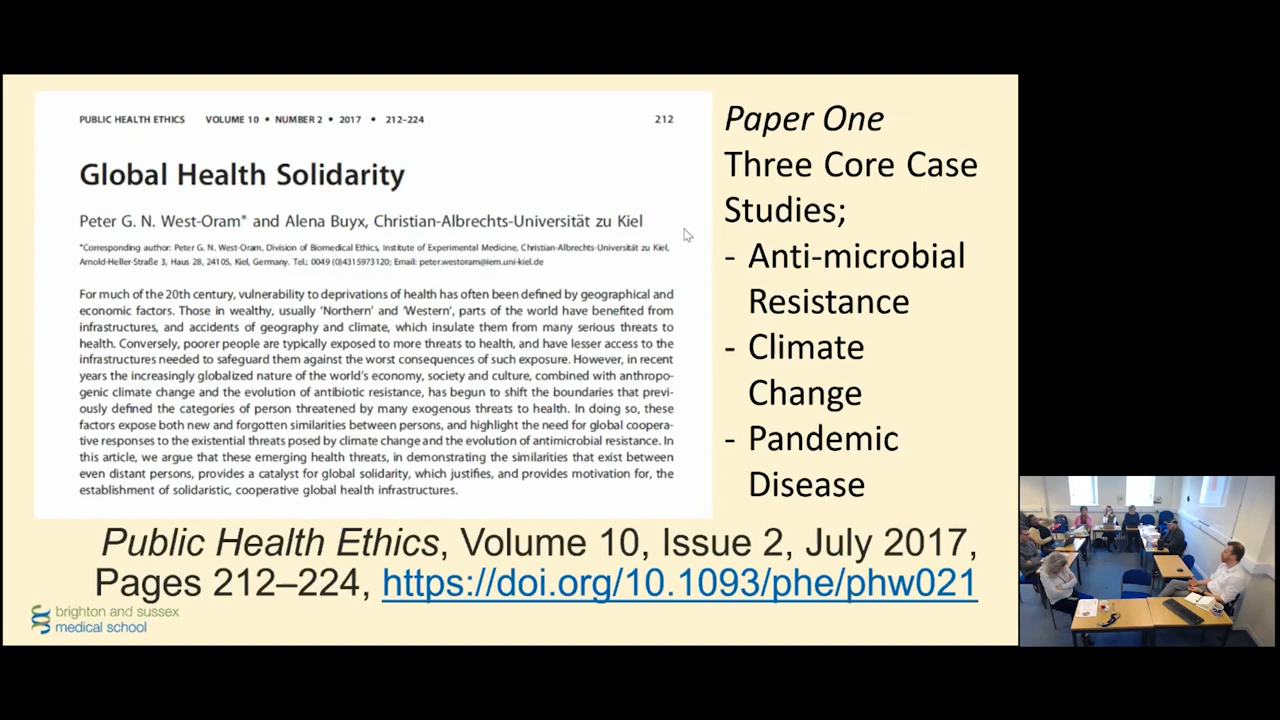 PUBLIC HEALTH ETHICS VOLUME 10 • NUMBER 2 • 2017 • 212–224 212
Global Health Solidarity
Peter G. N. West-Oram* and Alena Buyx, Christian-Albrechts-Universität zu Kiel
*Corresponding author: Peter G. N. West-Oram, Division of Biomedical Ethics, Institute of Experimental Medicine, Christian-Albrechts-Universität zu Kiel,
Arnold-Heller-Straße 3, Haus 28, 24105, Kiel, Germany. Tel.: 0049 (0)4315973120; Email: peter.westoram@iem.uni-kiel.de
For much of the 20th century, vulnerability to deprivations of health has often been defined by geographical and
economic factors. Those in wealthy, usually ‘Northern’ and ‘Western’, parts of the world have benefited from
infrastructures, and accidents of geography and climate, which insulate them from many serious threats to
health. Conversely, poorer people are typically exposed to more threats to health, and have lesser access to the
infrastructures needed to safeguard them against the worst consequences of such exposure. However, in recent
years the increasingly globalized nature of the world’s economy, society and culture, combined with anthropo-
genic climate change and the evolution of antibiotic resistance, has begun to shift the boundaries that previ-
ously defined the categories of person threatened by many exogenous threats to health. In doing so, these
factors expose both new and forgotten similarities between persons, and highlight the need for global coopera-
tive responses to the existential threats posed by climate change and the evolution of antimicrobial resistance. In
this article, we argue that these emerging health threats, in demonstrating the similarities that exist between
even distant persons, provides a catalyst for global solidarity, which justifies, and provides motivation for, the
establishment of solidaristic, cooperative global health infrastructures.
Paper One
Three Core Case
Studies;
- Anti-microbial
Resistance
- Climate
Change
- Pandemic
Disease
Public Health Ethics, Volume 10, Issue 2, July 2017,
Pages 212–224, https://doi.org/10.1093/phe/phw021
brighton and sussex
medical school